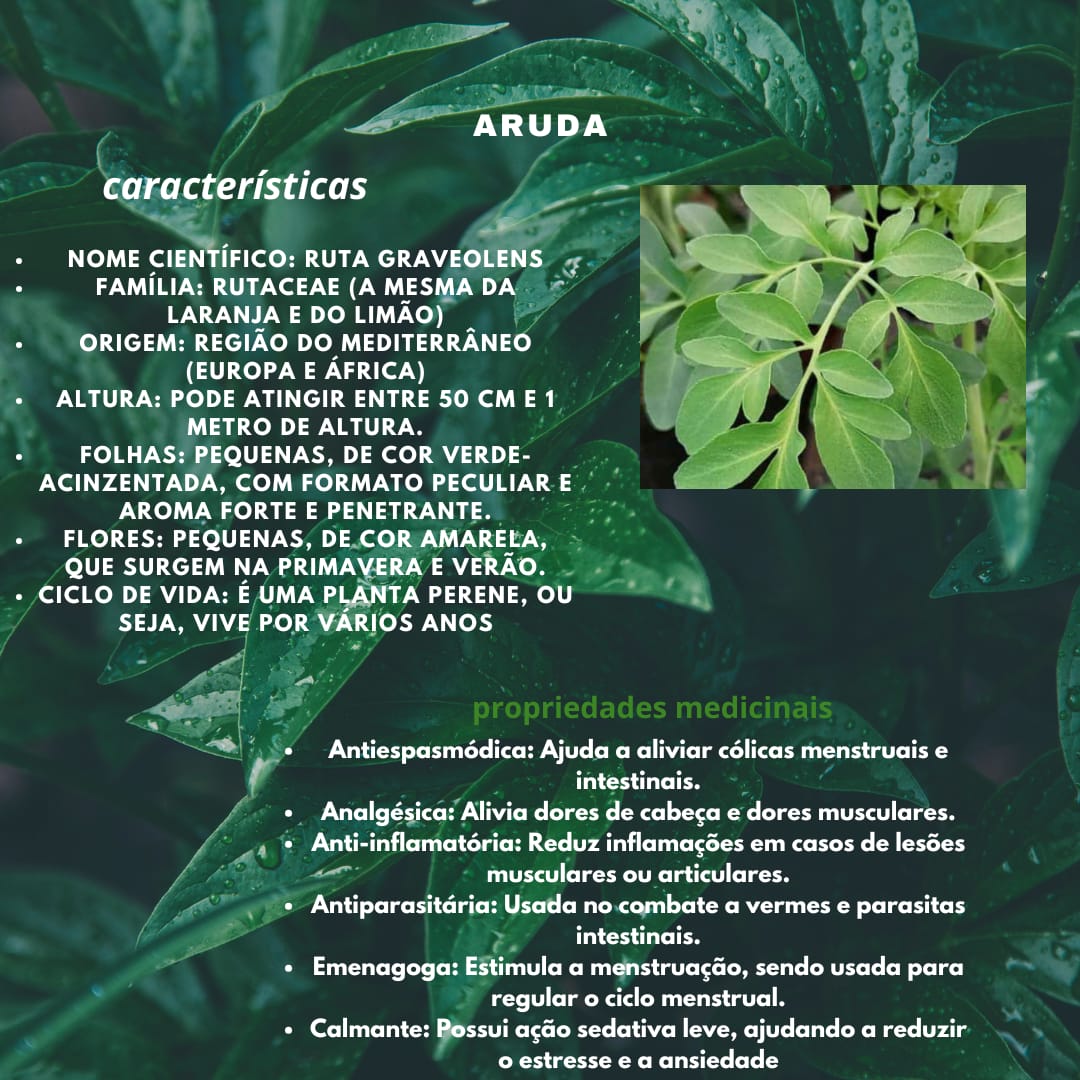 ARUDA
características
• NOME CIENTÍFICO: RUTA GRAVEOLENS
• FAMÍLIA: RUTACEAE (A MESMA DA
LARANJA E DO LIMÃO)
• ORIGEM: REGIÃO DO MEDITERRÂNEO
(EUROPA E ÁFRICA)
• ALTURA: PODE ATINGIR ENTRE 50 CM E 1
METRO DE ALTURA.
• FOLHAS: PEQUENAS, DE COR VERDE-
ACINZENTADA, COM FORMATO PECULIAR E
AROMA FORTE E PENETRANTE.
• FLORES: PEQUENAS, DE COR AMARELA,
QUE SURGEM NA PRIMAVERA E VERÃO.
• CICLO DE VIDA: É UMA PLANTA PERENE, OU
SEJA, VIVE POR VÁRIOS ANOS
propriedades medicinais
• Antiespasmódica: Ajuda a aliviar cólicas menstruais e
intestinais.
• Analgésica: Alivia dores de cabeça e dores musculares.
• Anti-inflamatória: Reduz inflamações em casos de lesões
musculares ou articulares.
• Antiparasitária: Usada no combate a vermes e parasitas
intestinais.
• Emenagoga: Estimula a menstruação, sendo usada para
regular o ciclo menstrual.
• Calmante: Possui ação sedativa leve, ajudando a reduzir
o estresse e a ansiedade